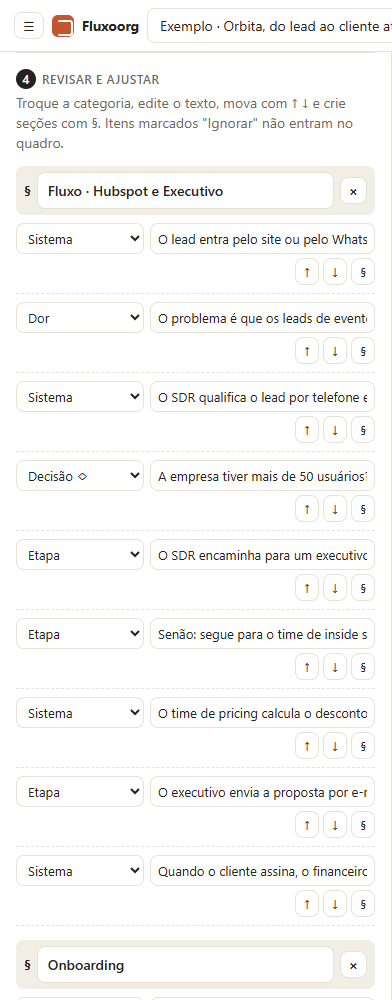 ☰ Fluxoorg Exemplo · Orbita, do lead ao cliente
4 REVISAR E AJUSTAR
Troque a categoria, edite o texto, mova com ↑ ↓ e crie
seções com §. Itens marcados "Ignorar" não entram no
quadro.
§ Fluxo · Hubspot e Executivo ×
Sistema O lead entra pelo site ou pelo Whats
↑ ↓ §
Dor O problema é que os leads de event
↑ ↓ §
Sistema O SDR qualifica o lead por telefone e
↑ ↓ §
Decisão ◇ A empresa tiver mais de 50 usuários?
↑ ↓ §
Etapa O SDR encaminha para um executivo
↑ ↓ §
Etapa Senão: segue para o time de inside s
↑ ↓ §
Sistema O time de pricing calcula o desconto
↑ ↓ §
Etapa O executivo envia a proposta por
↑ ↓ §
Sistema Quando o cliente assina, o financeiro
↑ ↓ §
§ Onboarding ×